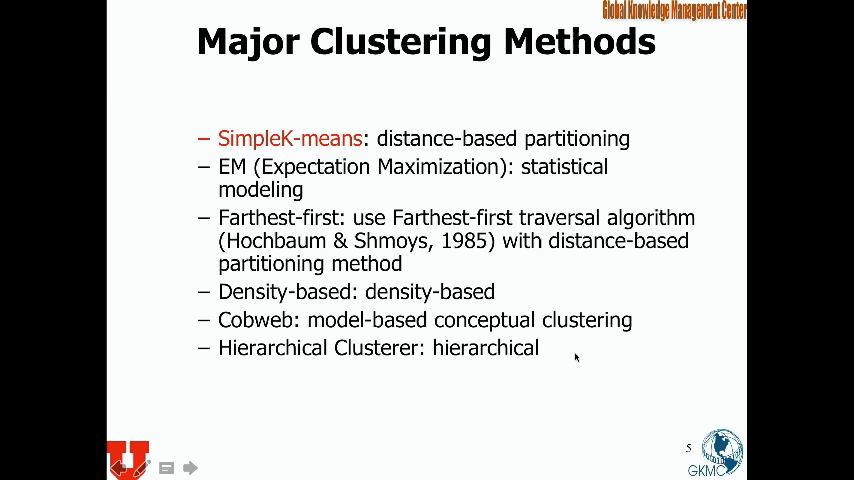 Global Knowledge Management Center
Major Clustering Methods
– SimpleK-means: distance-based partitioning
– EM (Expectation Maximization): statistical
modeling
– Farthest-first: use Farthest-first traversal algorithm
(Hochbaum & Shmoys, 1985) with distance-based
partitioning method
– Density-based: density-based
– Cobweb: model-based conceptual clustering
– Hierarchical Clusterer: hierarchical
5
U
GKMC